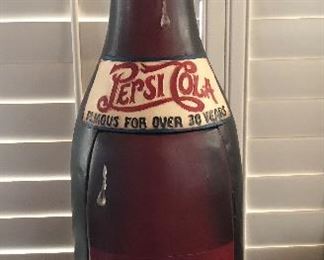 PEPSI COLA
FAMOUS FOR OVER 30 YEARS